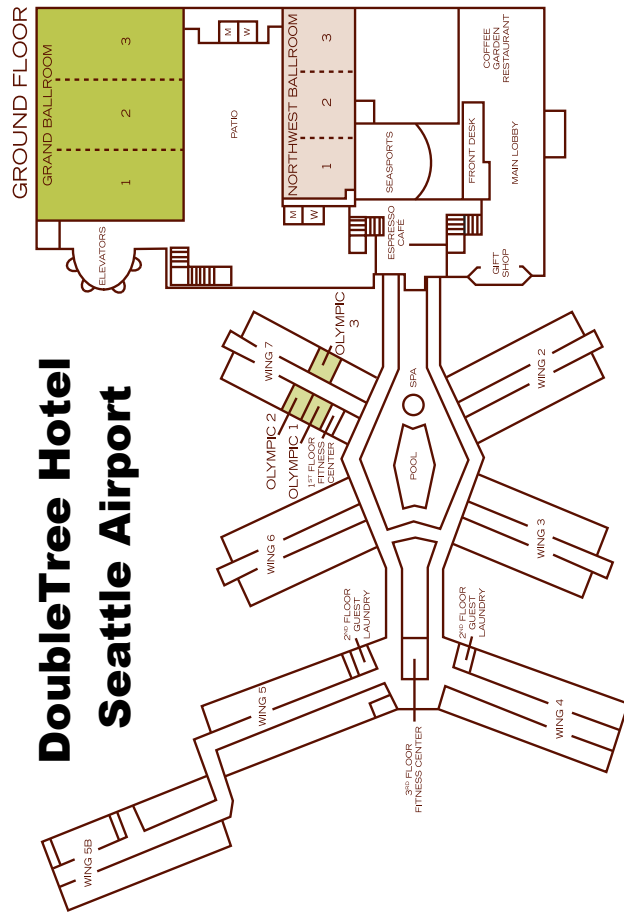 DoubleTree Hotel
Seattle Airport
GROUND FLOOR
GRAND BALLROOM
1
2
3
ELEVATORS
PATIO
M
W
NORTHWEST BALLROOM
1
2
3
M
W
SEASPORTS
ESPRESSO
CAFÉ
FRONT DESK
COFFEE
GARDEN
RESTAURANT
MAIN LOBBY
GIFT
SHOP
WING 7
OLYMPIC
3
OLYMPIC 2
OLYMPIC 1
1ST FLOOR
FITNESS
CENTER
SPA
POOL
WING 2
WING 6
WING 3
2ND FLOOR
GUEST
LAUNDRY
2ND FLOOR
GUEST
LAUNDRY
WING 5
WING 4
3RD FLOOR
FITNESS CENTER
WING 5B